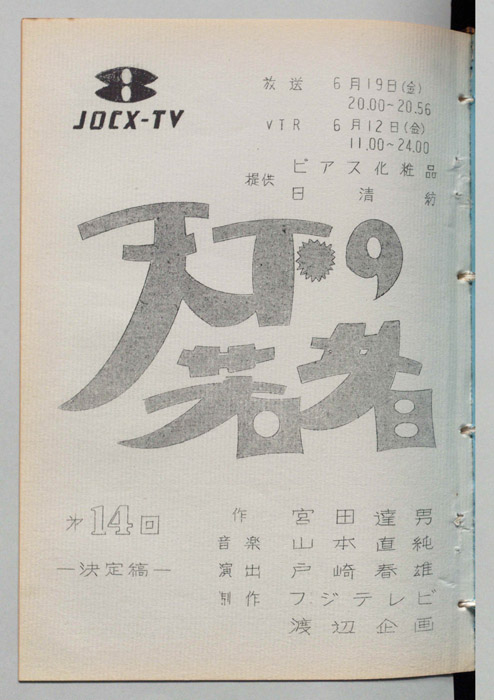 JOCX-TV
放送 6月19日(金)
20.00~20.56
VTR 6月12日(金)
11.00~24.00
提供 ピアス化粧品
日清紡
天下の
若者
才14回
—決定稿—
作 宮田達男
音楽 山本直純
演出 戸崎春雄
制作 フジテレビ
渡辺企画